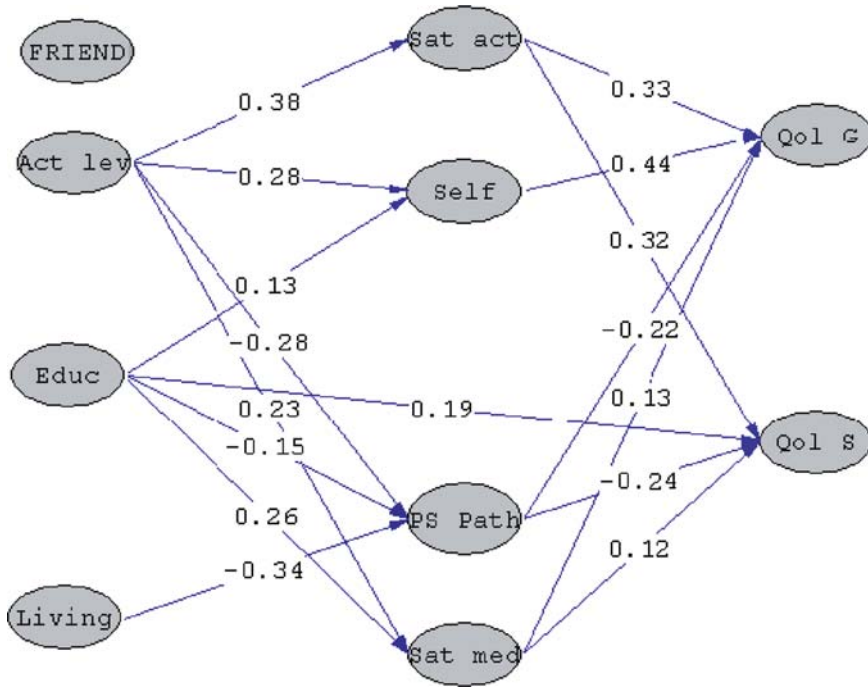 FRIEND
Sat act
0.38
0.33
Act lev
Qol G
0.28
Self
0.44
0.13
0.32
-0.28
-0.22
Educ
0.23
0.13
0.19
-0.15
Qol S
0.26
PS Path
-0.24
-0.34
0.12
Living
Sat med